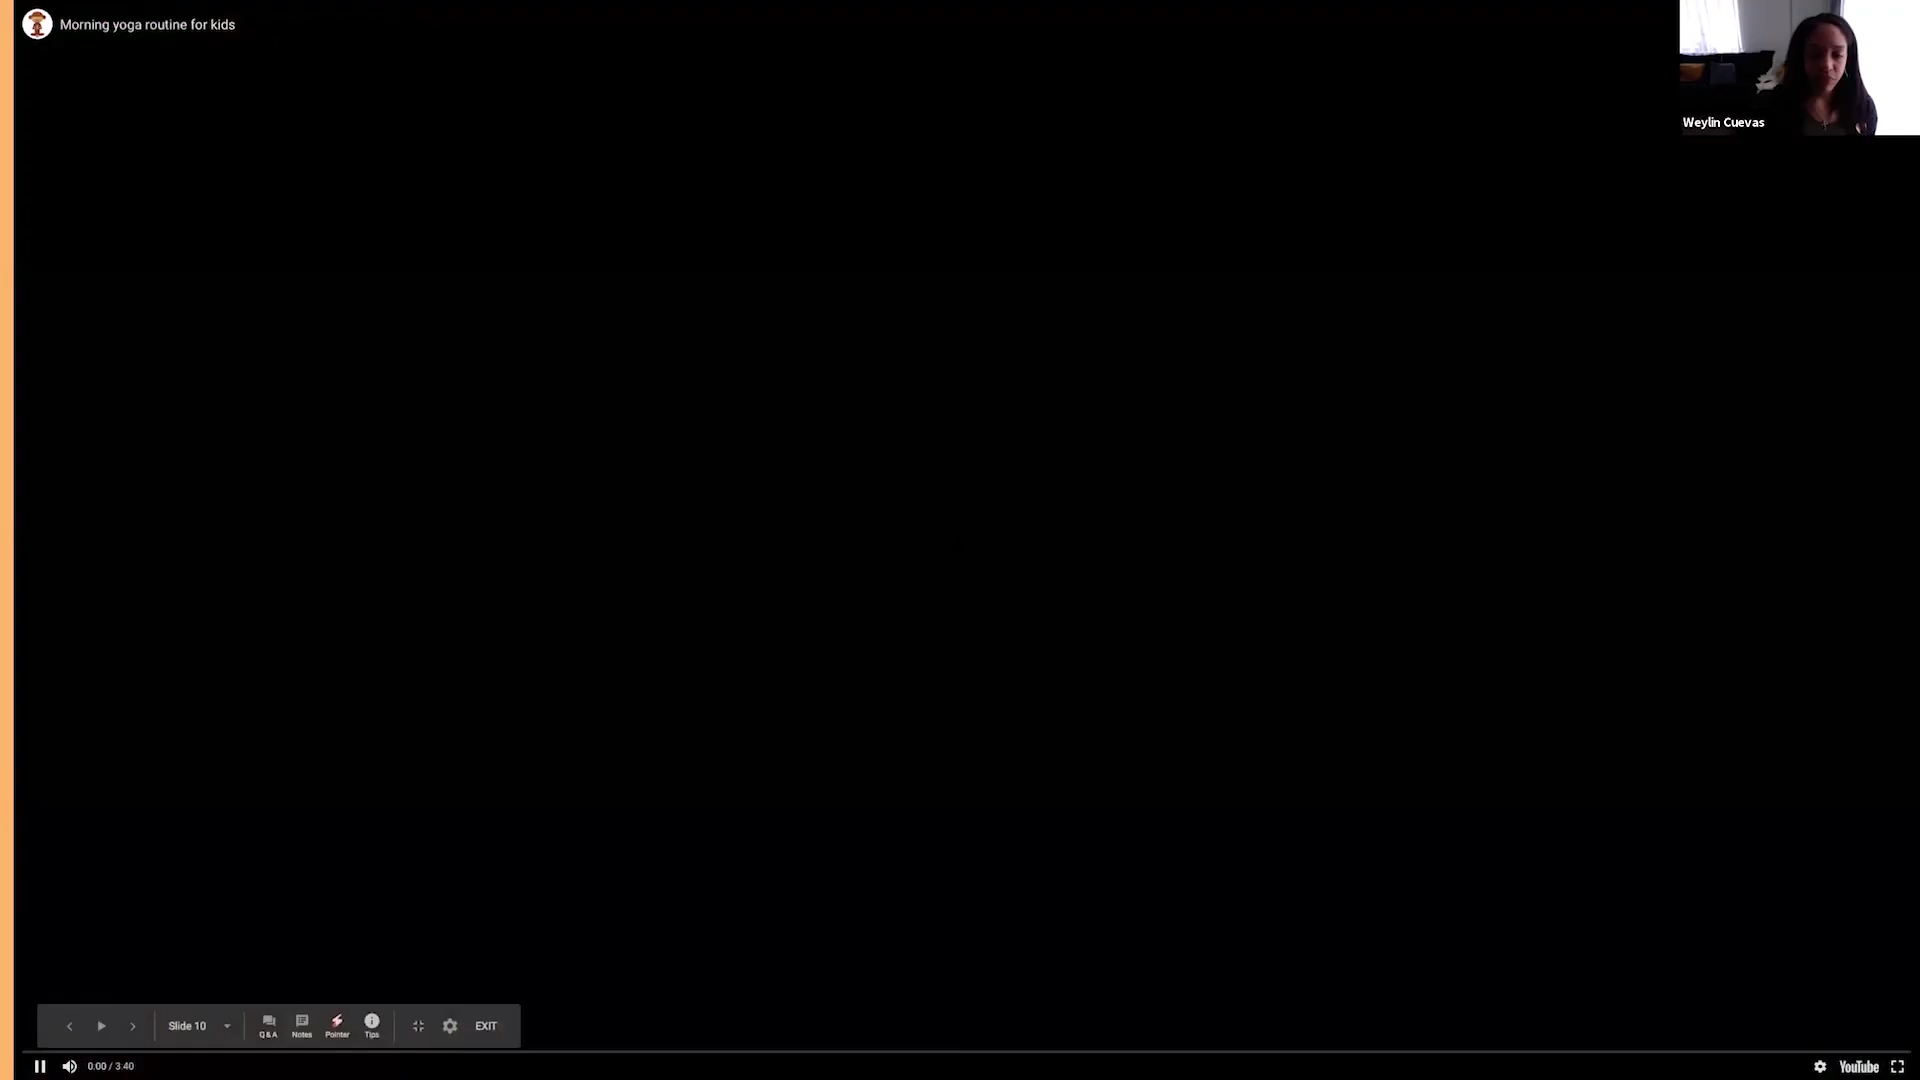 Morning yoga routine for kids
Weylin Cuevas
Slide 10
Q&A
Notes
Pointer
Tips
EXIT
0:00 / 3:40
YouTube